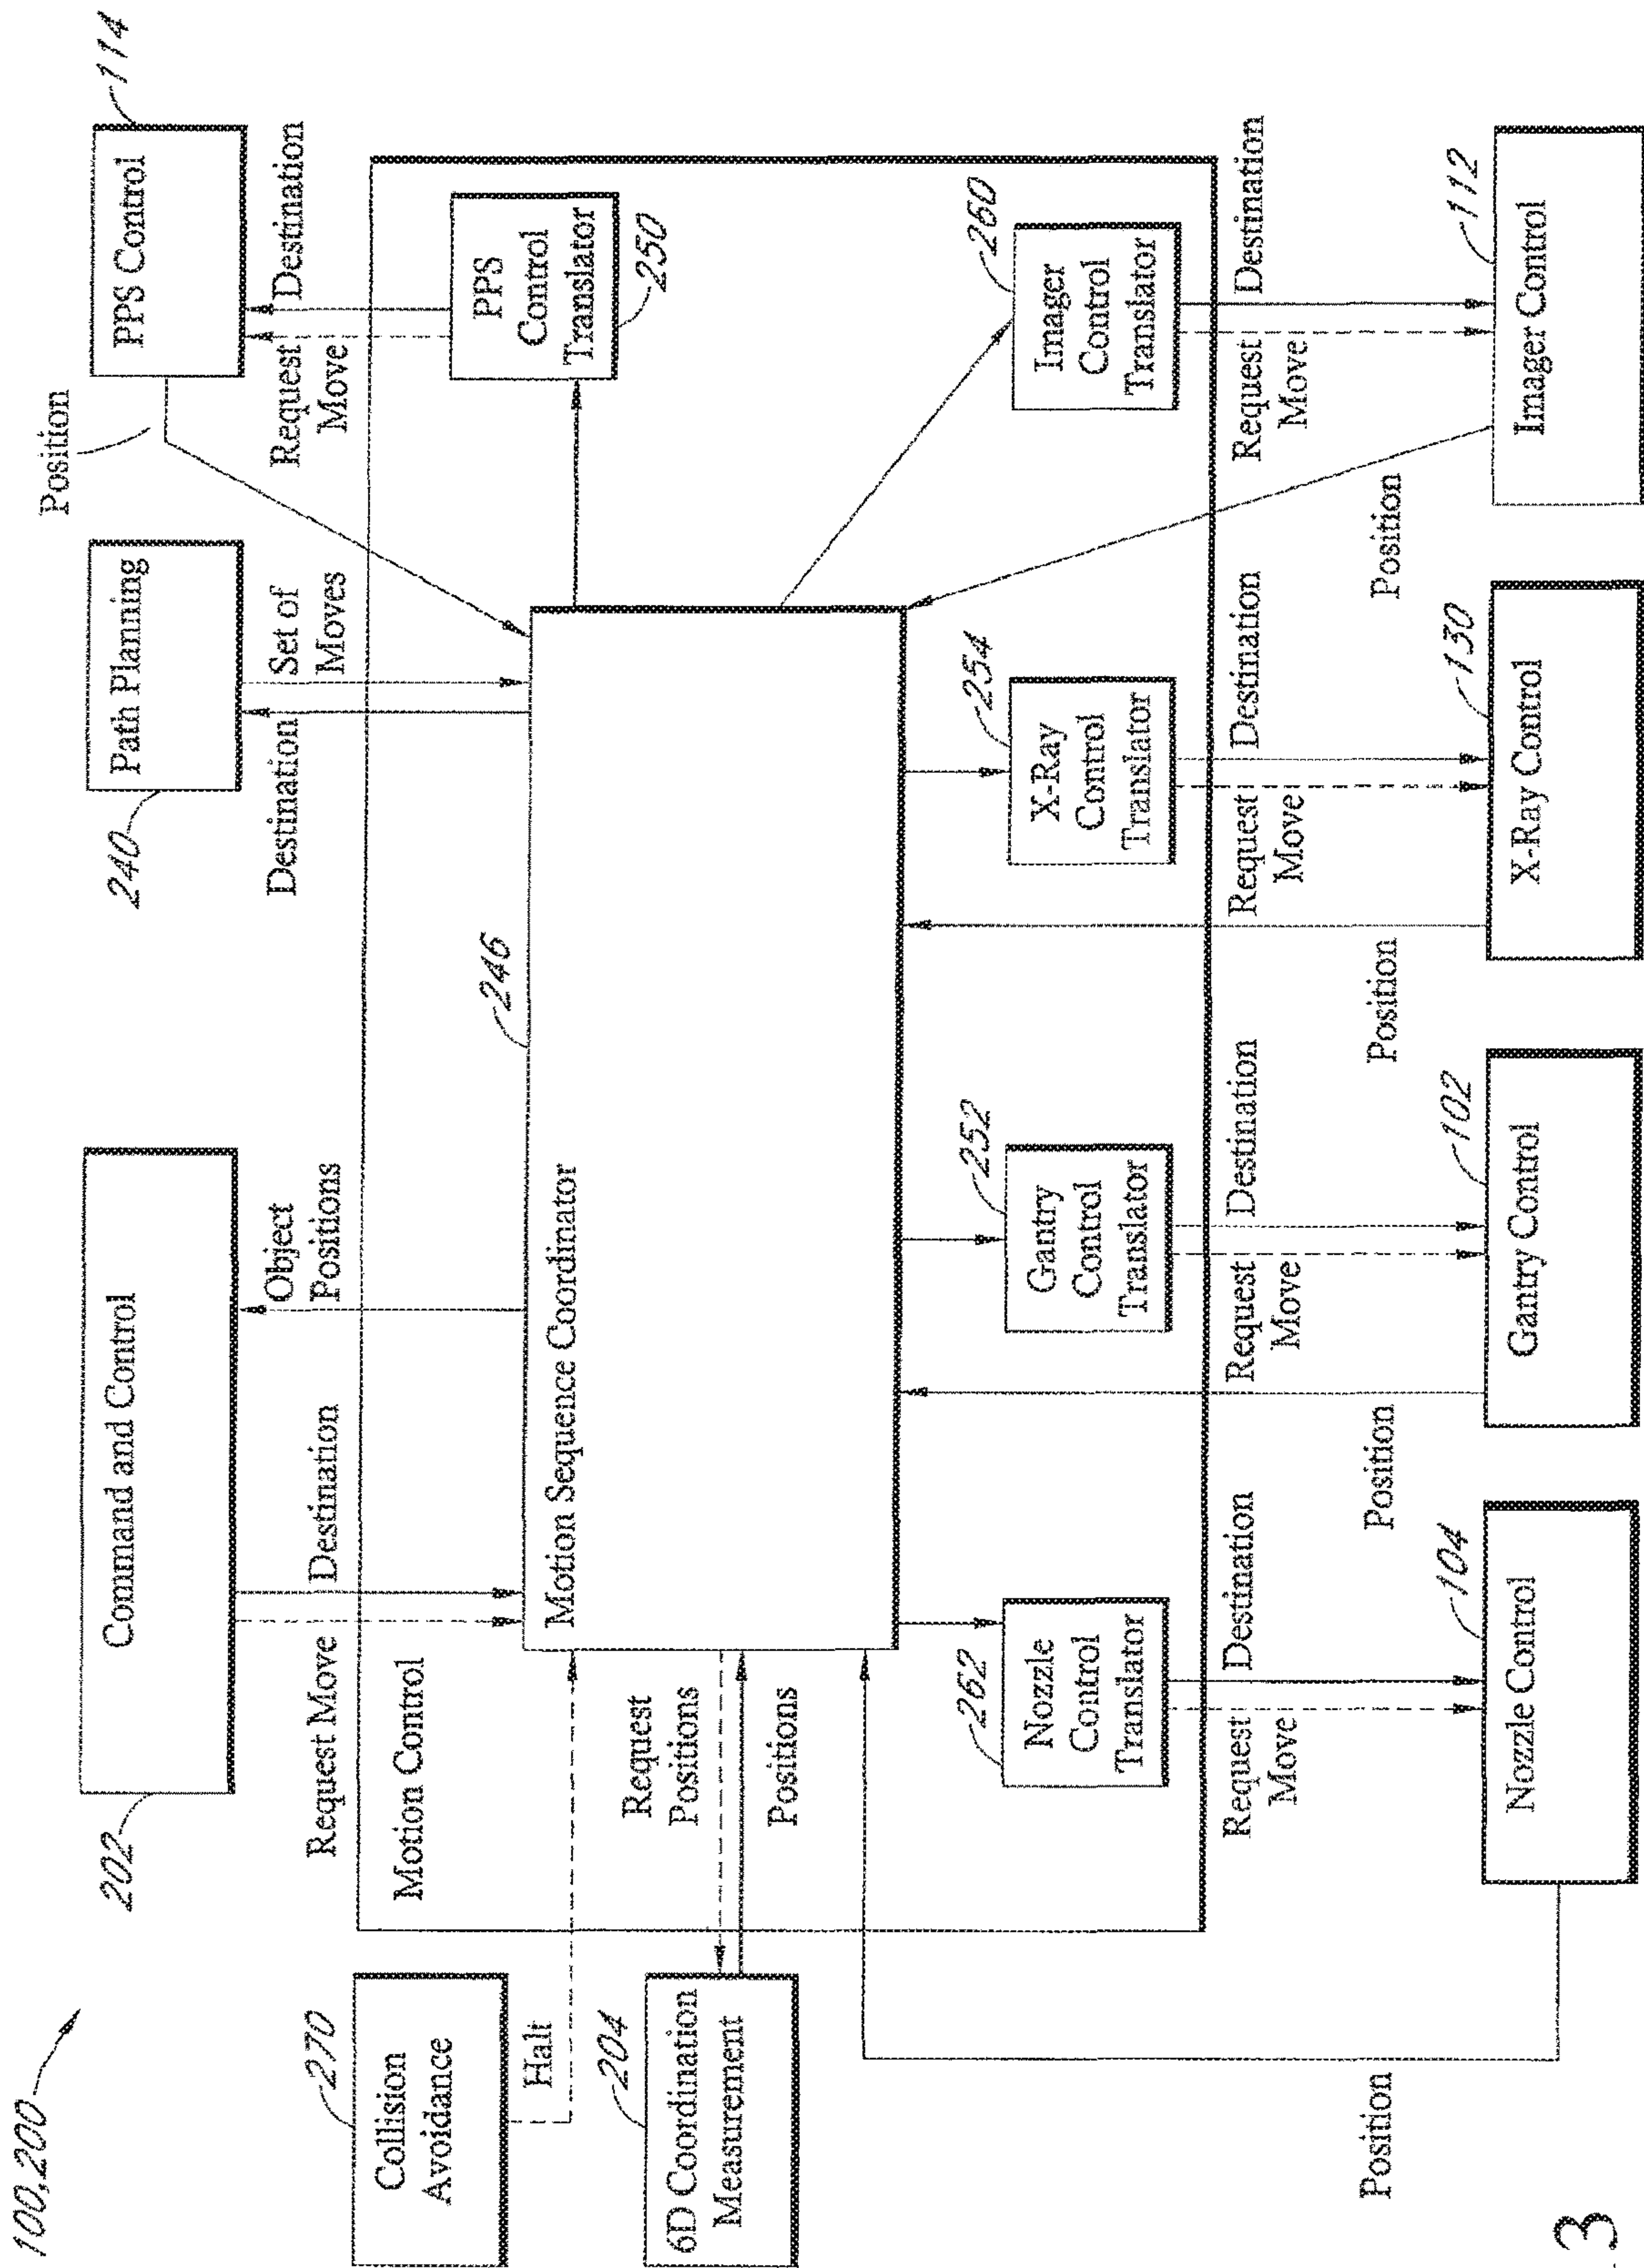 100,200
202
Command and Control
240
Path Planning
Position
PPS Control
114
Request Move
Destination
Object
Positions
Destination
Set of
Moves
Request
Move
Destination
270
Collision
Avoidance
Halt
Motion Control
246
Motion Sequence Coordinator
PPS
Control
Translator
250
204
6D Coordination
Measurement
Request
Positions
Positions
262
Nozzle
Control
Translator
252
Gantry
Control
Translator
254
X-Ray
Control
Translator
260
Imager
Control
Translator
Request
Move
Destination
Request
Move
Destination
Request
Move
Destination
Request
Move
Destination
Position
Position
Position
Position
104
Nozzle Control
102
Gantry Control
130
X-Ray Control
112
Imager Control
3